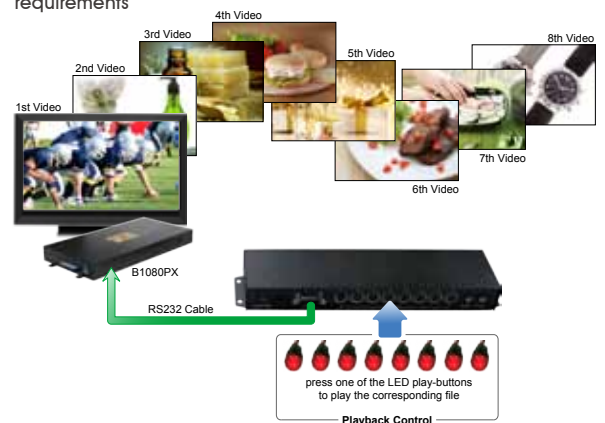 requirements
4th Video
3rd Video
8th Video
5th Video
2nd Video
1st Video
7th Video
6th Video
B1080PX
RS232 Cable
press one of the LED play-buttons
to play the corresponding file
Playback Control